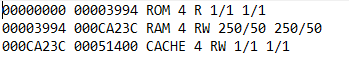 00000000 00003994 ROM 4 R 1/1 1/1
00003994 000CA23C RAM 4 RW 250/50 250/50
000CA23C 00051400 CACHE 4 RW 1/1 1/1